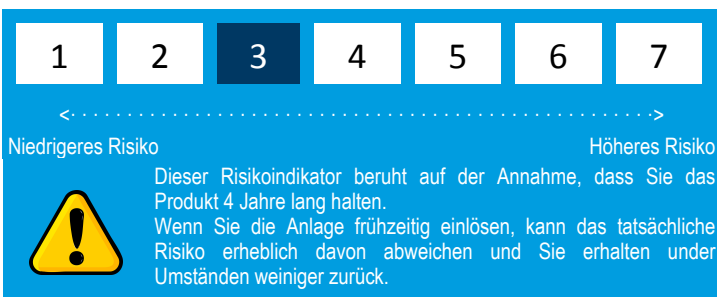 1 2 3 4 5 6 7
<· · · · · · · · · · · · · · · · · · · · · · · · · · · · · · · · · · · · · · · · · · · · · · · · · · · ·>
Niedrigeres Risiko Höheres Risiko
Dieser Risikoindikator beruht auf der Annahme, dass Sie das
Produkt 4 Jahre lang halten.
Wenn Sie die Anlage frühzeitig einlösen, kann das tatsächliche
Risiko erheblich davon abweichen und Sie erhalten under
Umständen weiniger zurück.